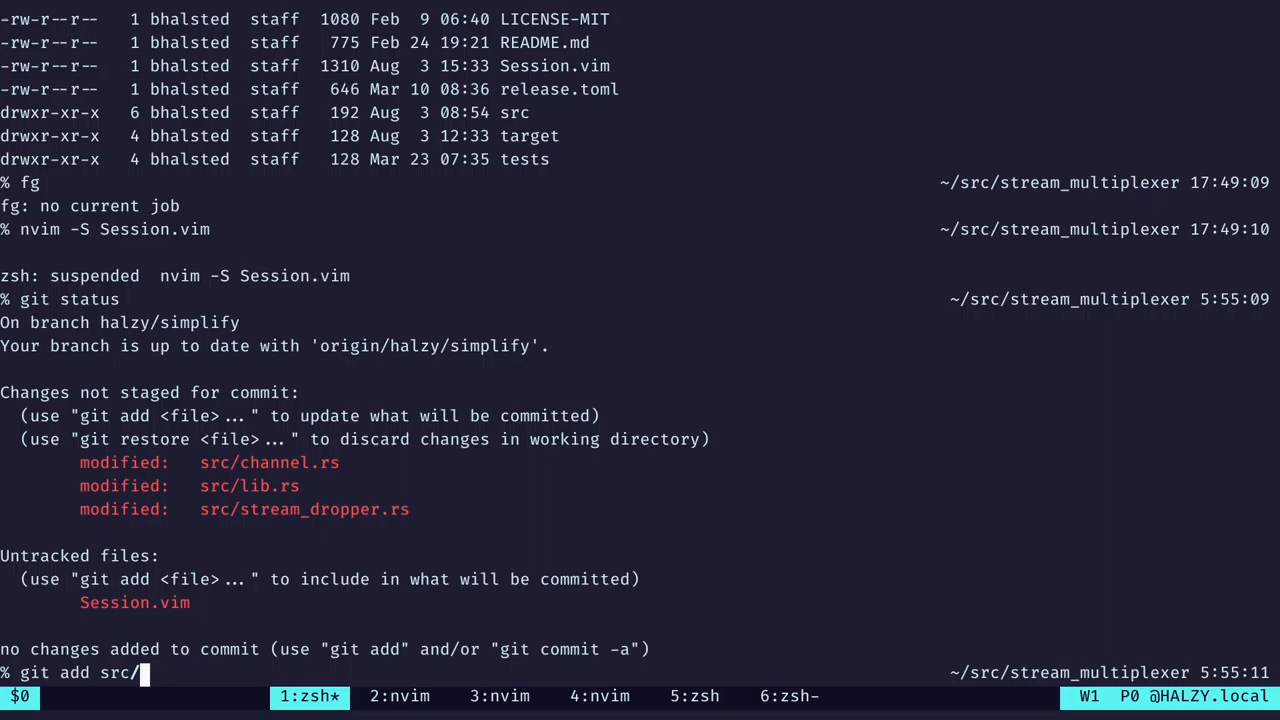 -rw-r--r-- 1 bhalsted staff 1080 Feb 9 06:40 LICENSE-MIT
-rw-r--r-- 1 bhalsted staff 775 Feb 24 19:21 README.md
-rw-r--r-- 1 bhalsted staff 1310 Aug 3 15:33 Session.vim
-rw-r--r-- 1 bhalsted staff 646 Mar 10 08:36 release.toml
drwxr-xr-x 6 bhalsted staff 192 Aug 3 08:54 src
drwxr-xr-x 4 bhalsted staff 128 Aug 3 12:33 target
drwxr-xr-x 4 bhalsted staff 128 Mar 23 07:35 tests
% fg ~/src/stream_multiplexer 17:49:09
fg: no current job
% nvim -S Session.vim ~/src/stream_multiplexer 17:49:10
zsh: suspended nvim -S Session.vim
% git status ~/src/stream_multiplexer 5:55:09
On branch halzy/simplify
Your branch is up to date with 'origin/halzy/simplify'.
Changes not staged for commit:
(use "git add <file>..." to update what will be committed)
(use "git restore <file>..." to discard changes in working directory)
modified: src/channel.rs
modified: src/lib.rs
modified: src/stream_dropper.rs
Untracked files:
(use "git add <file>..." to include in what will be committed)
Session.vim
no changes added to commit (use "git add" and/or "git commit -a")
% git add src/ ~/src/stream_multiplexer 5:55:11
$0 1:zsh* 2:nvim 3:nvim 4:nvim 5:zsh 6:zsh- W1 P0 @HALZY.local